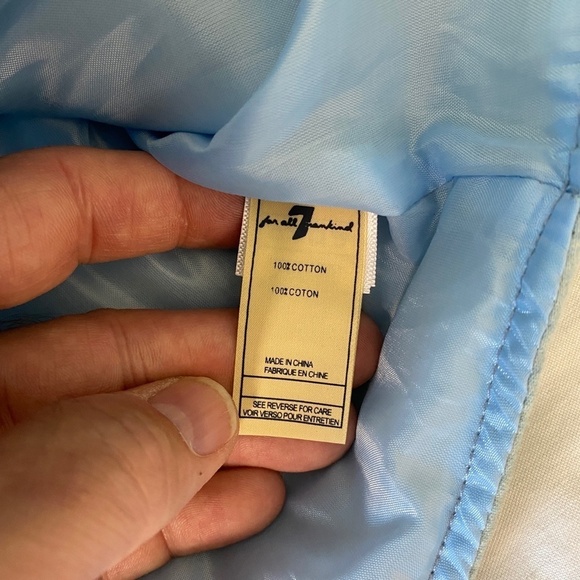 for all 7 mankind
100% COTTON
100% COTON
MADE IN CHINA
FABRIQUE EN CHINE
SEE REVERSE FOR CARE
VOIR VERSO POUR ENTRETIEN